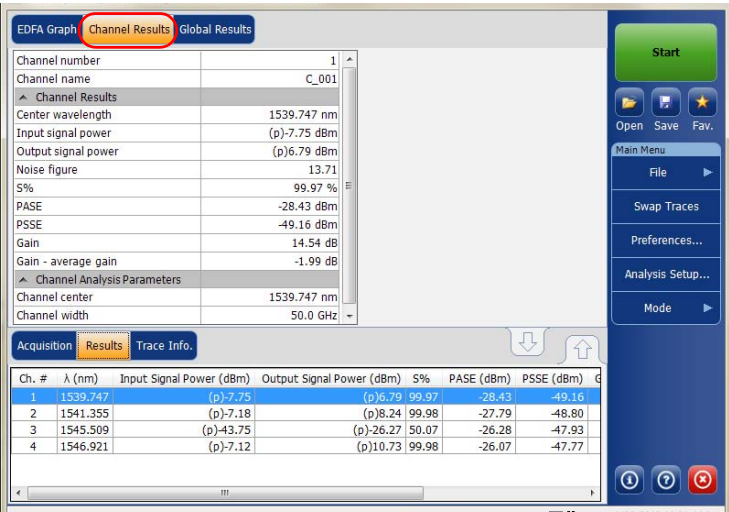 EDFA Graph Channel Results Global Results
Channel number 1
Channel name C_001
Channel Results
Center wavelength 1539.747 nm
Input signal power (p)-7.75 dBm
Output signal power (p)6.79 dBm
Noise figure 13.71
S% 99.97 %
PASE -28.43 dBm
PSSE -49.16 dBm
Gain 14.54 dB
Gain - average gain -1.99 dB
Channel Analysis Parameters
Channel center 1539.747 nm
Channel width 50.0 GHz
Acquisition Results Trace Info.
Ch. # λ (nm) Input Signal Power (dBm) Output Signal Power (dBm) S% PASE (dBm) PSSE (dBm) G
1 1539.747 (p)-7.75 (p)6.79 99.97 -28.43 -49.16
2 1541.355 (p)-7.18 (p)8.24 99.98 -27.79 -48.80
3 1545.509 (p)-43.75 (p)-26.27 50.07 -26.28 -47.93
4 1546.921 (p)-7.12 (p)10.73 99.98 -26.07 -47.77
Start
Open Save Fav.
Main Menu
File
Swap Traces
Preferences...
Analysis Setup...
Mode